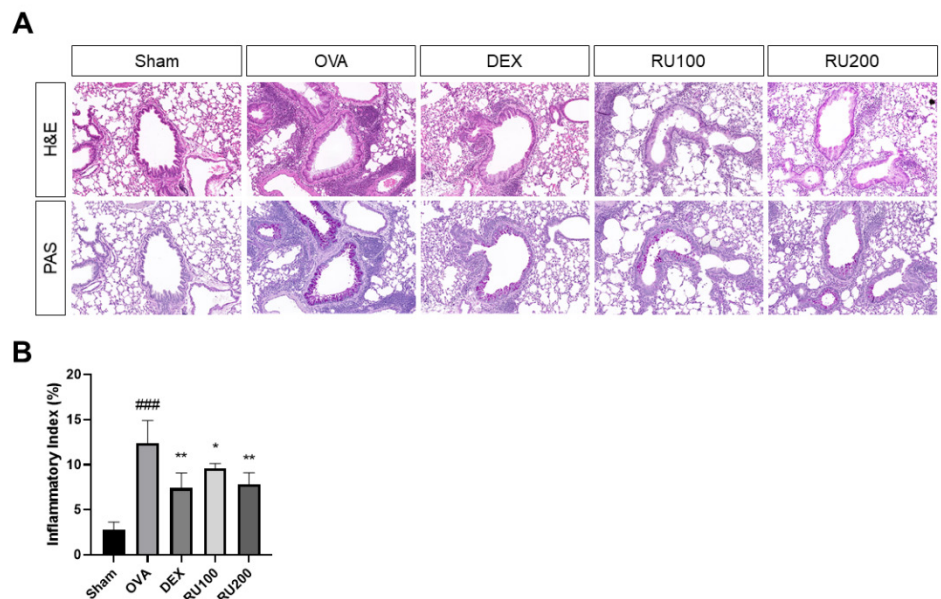 A
Sham OVA DEX RU100 RU200
H&E
PAS
B
Inflammatory Index (%)
20
15
10
5
0
###
**
*
**
Sham OVA DEX RU100 RU200